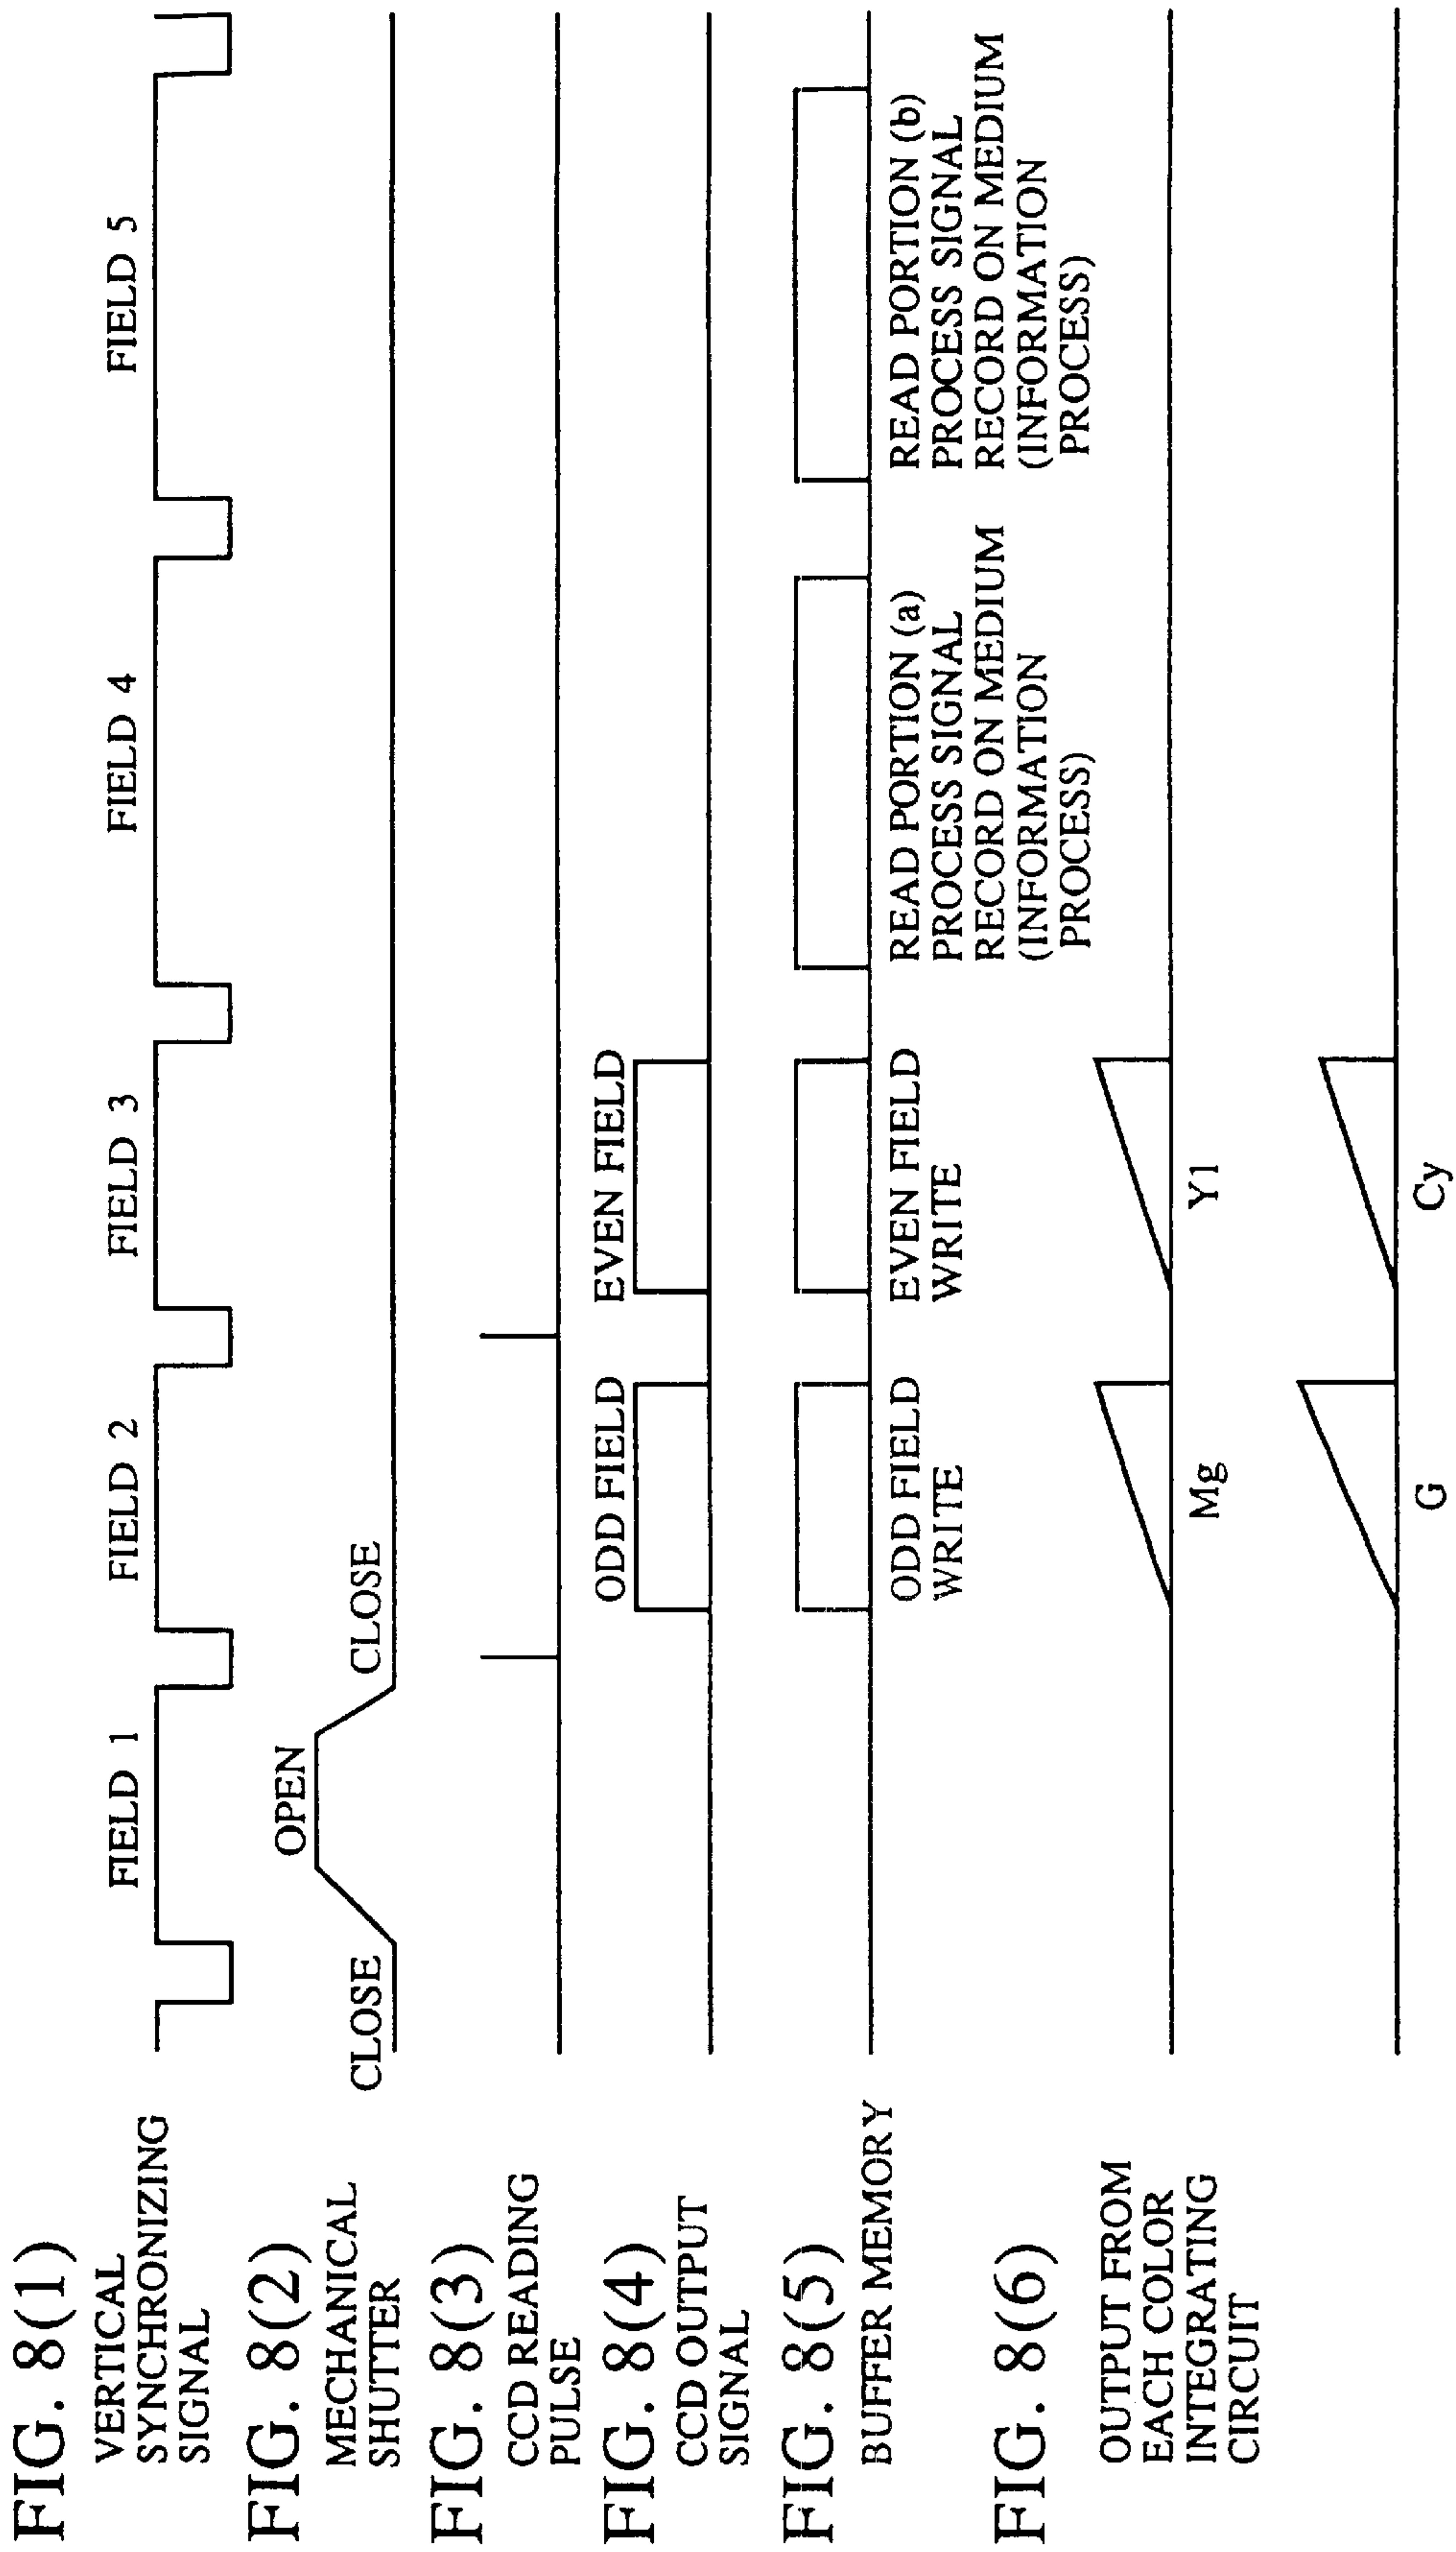 FIG. 8(1)
VERTICAL
SYNCHRONIZING
SIGNAL
FIELD 1
FIELD 2
FIELD 3
FIELD 4
FIELD 5
FIG. 8(2)
MECHANICAL
SHUTTER
CLOSE
OPEN
CLOSE
FIG. 8(3)
CCD READING
PULSE
FIG. 8(4)
CCD OUTPUT
SIGNAL
ODD FIELD
EVEN FIELD
FIG. 8(5)
BUFFER MEMORY
ODD FIELD
WRITE
EVEN FIELD
WRITE
READ PORTION (a)
PROCESS SIGNAL
RECORD ON MEDIUM
(INFORMATION
PROCESS)
READ PORTION (b)
PROCESS SIGNAL
RECORD ON MEDIUM
(INFORMATION
PROCESS)
FIG. 8(6)
OUTPUT FROM
EACH COLOR
INTEGRATING
CIRCUIT
Mg
Yl
G
Cy